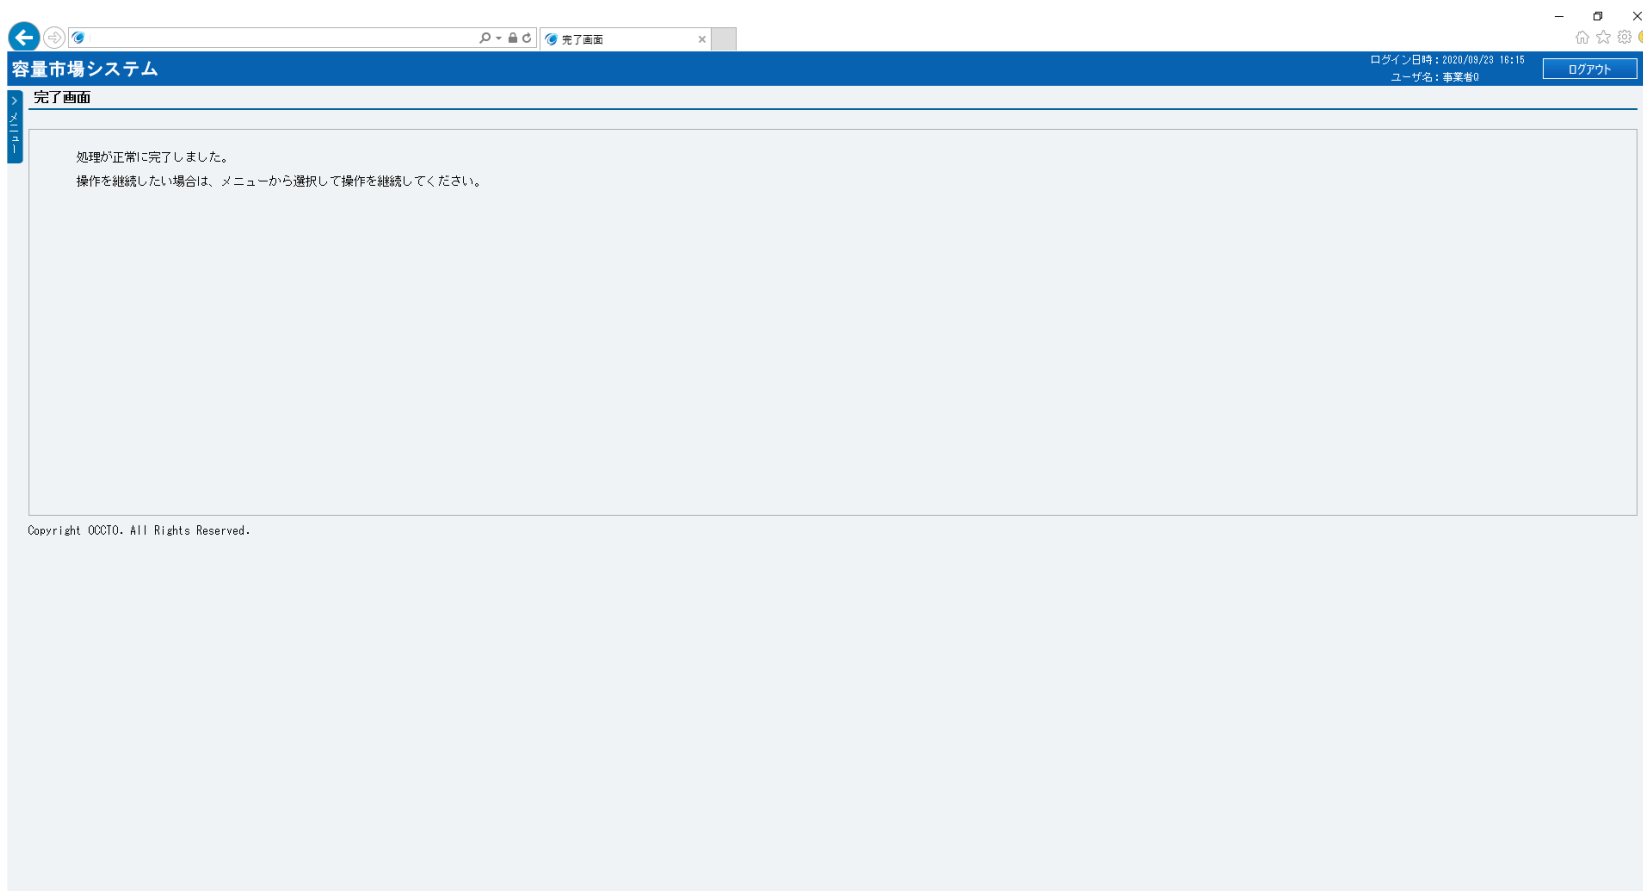 完了画面
容量市場システム
ログイン日時：2020/09/23 16:15
ユーザ名：事業者Q
ログアウト
> メニュー
完了画面
処理が正常に完了しました。
操作を継続したい場合は、メニューから選択して操作を継続してください。
Copyright OCCTO. All Rights Reserved.